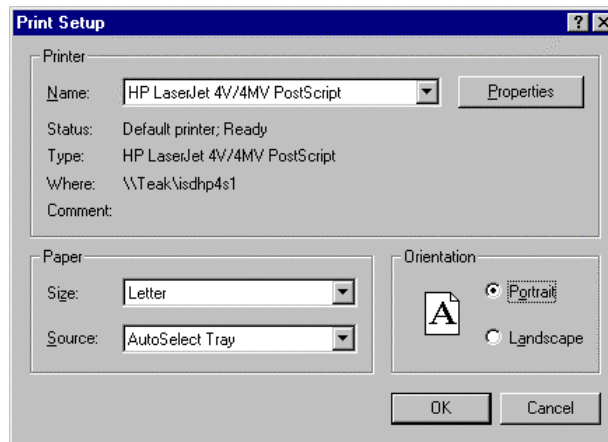 Print Setup
Printer
Name: HP LaserJet 4V/4MV PostScript Properties
Status: Default printer; Ready
Type: HP LaserJet 4V/4MV PostScript
Where: \\Teak\isdhp4s1
Comment:
Paper
Size: Letter
Source: AutoSelect Tray
Orientation
A
Portrait
Landscape
OK Cancel